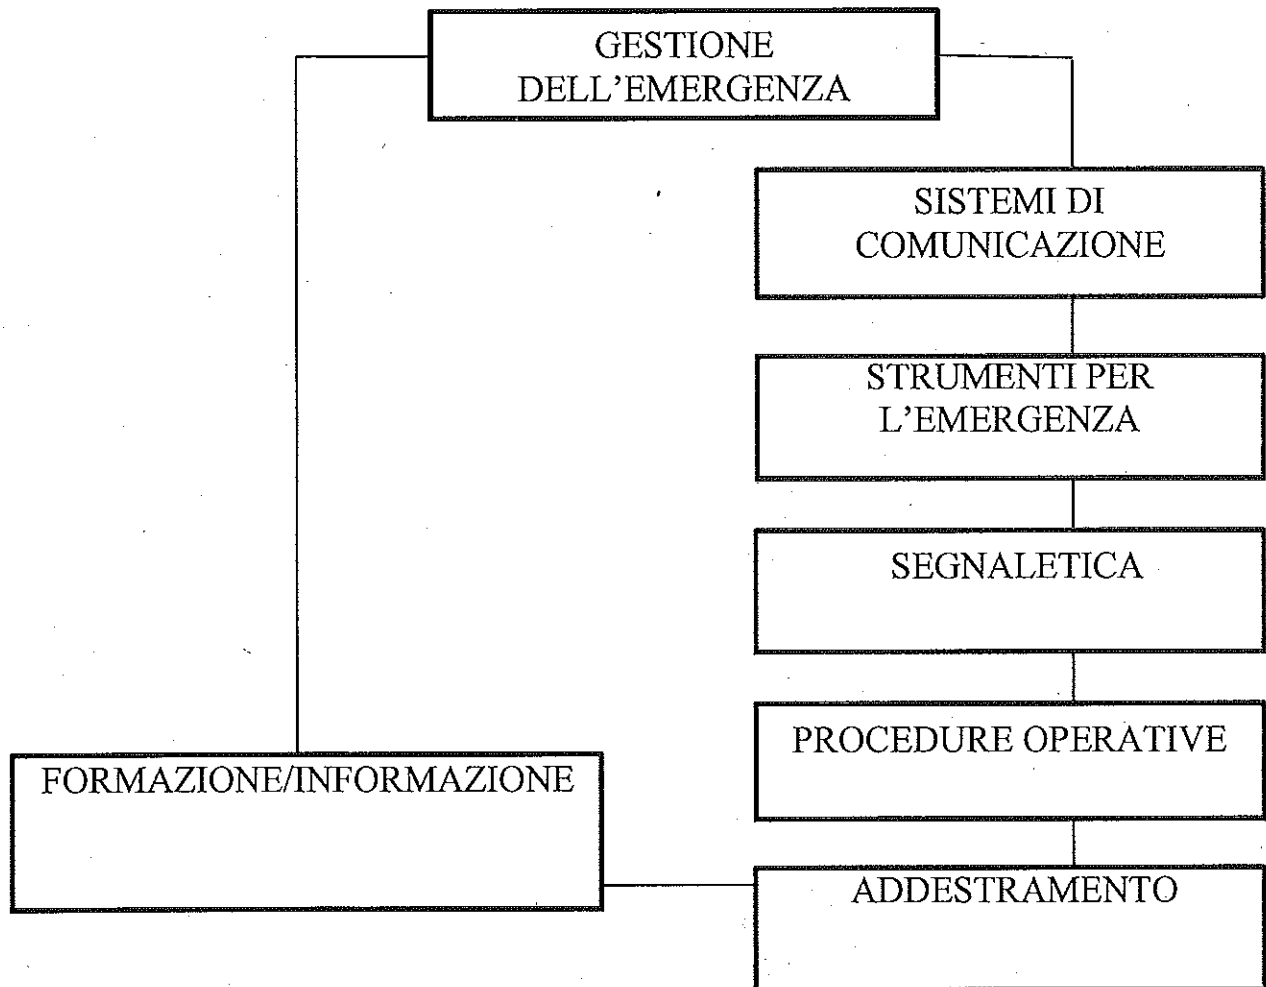 GESTIONE
DELL'EMERGENZA
SISTEMI DI
COMUNICAZIONE
STRUMENTI PER
L'EMERGENZA
SEGNALETICA
PROCEDURE OPERATIVE
FORMAZIONE/INFORMAZIONE
ADDESTRAMENTO